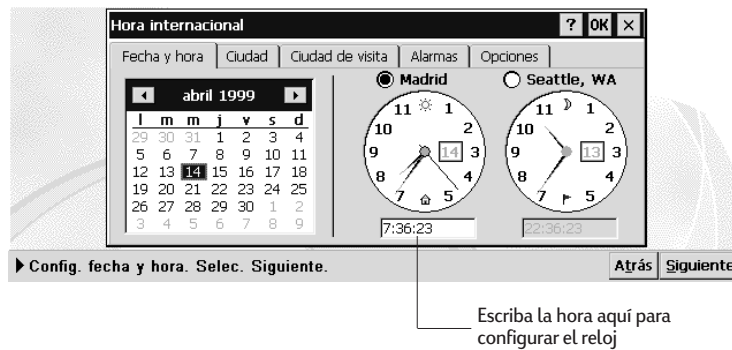 Hora internacional ? OK ×
Fecha y hora Ciudad Ciudad de visita Alarmas Opciones
abril 1999
l m m j v s d
29 30 31 1 2 3 4
5 6 7 8 9 10 11
12 13 14 15 16 17 18
19 20 21 22 23 24 25
26 27 28 29 30 1 2
3 4 5 6 7 8 9
Madrid
11 1
10 2
9 14 3
8 4
7 5
7:36:23
Seattle, WA
11 1
10 2
9 13 3
8 4
7 5
22:36:23
Config. fecha y hora. Selec. Siguiente. Atrás Siguiente
Escriba la hora aquí para
configurar el reloj